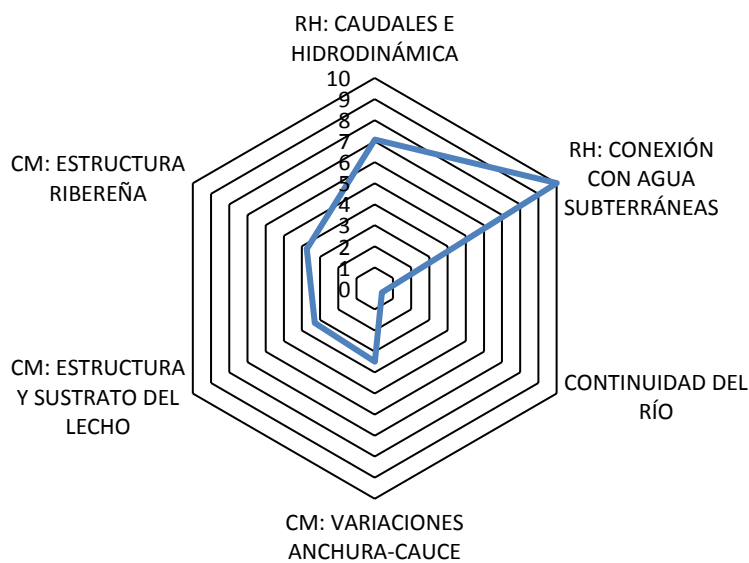 RH: CAUDALES E
HIDRODINÁMICA
10
9
8
7
6
5
4
3
2
1
0
RH: CONEXIÓN
CON AGUA
SUBTERRÁNEAS
CONTINUIDAD DEL
RÍO
CM: VARIACIONES
ANCHURA-CAUCE
CM: ESTRUCTURA
Y SUSTRATO DEL
LECHO
CM: ESTRUCTURA
RIBEREÑA